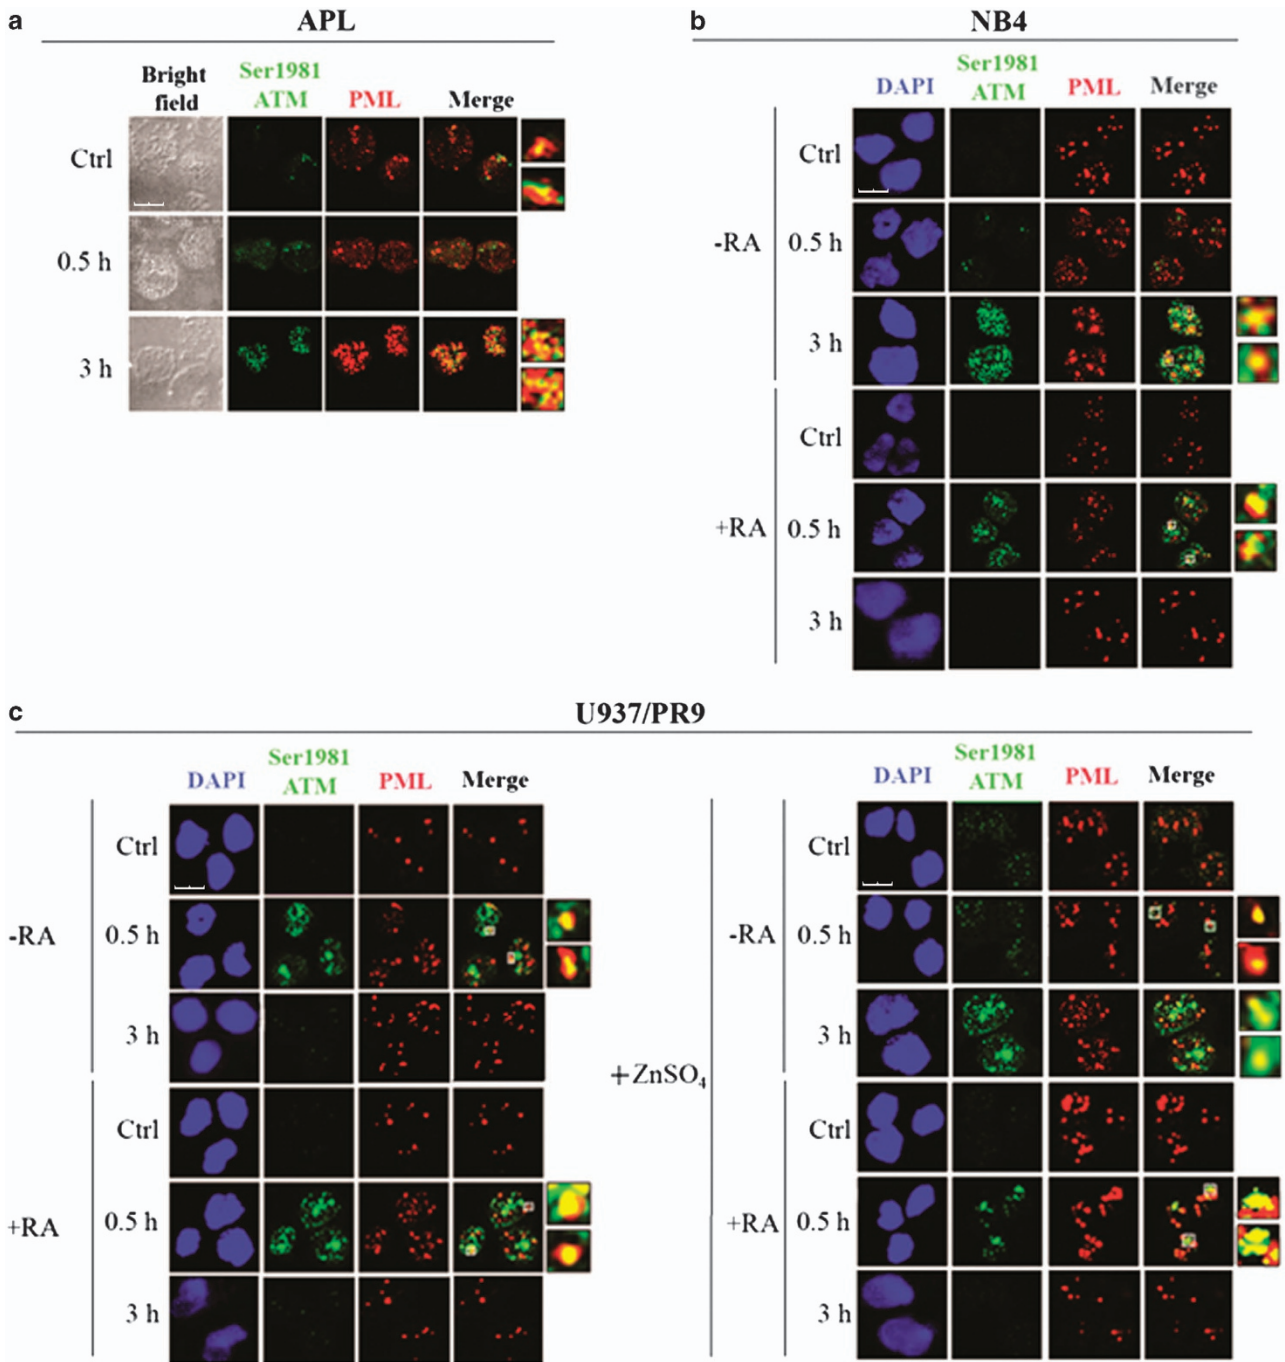 a
APL
Bright field
Ser1981 ATM
PML
Merge
Ctrl
0.5 h
3 h
b
NB4
DAPI
Ser1981 ATM
PML
Merge
-RA
Ctrl
0.5 h
3 h
+RA
Ctrl
0.5 h
3 h
c
U937/PR9
DAPI
Ser1981 ATM
PML
Merge
-RA
Ctrl
0.5 h
3 h
+RA
Ctrl
0.5 h
3 h
+ZnSO₄
DAPI
Ser1981 ATM
PML
Merge
-RA
Ctrl
0.5 h
3 h
+RA
Ctrl
0.5 h
3 h